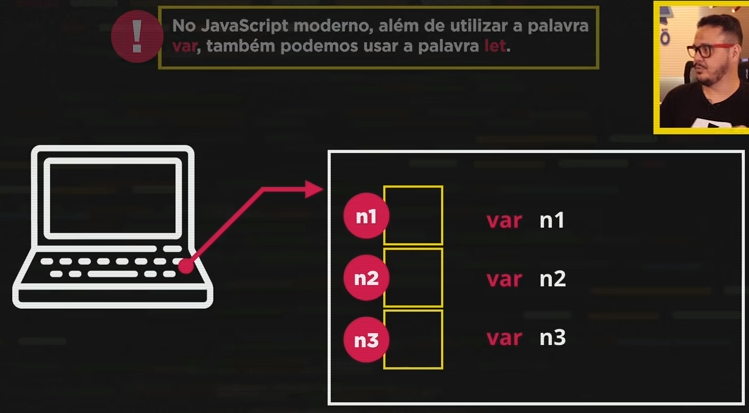 !
No JavaScript moderno, além de utilizar a palavra
var, também podemos usar a palavra let.
n1 var n1
n2 var n2
n3 var n3